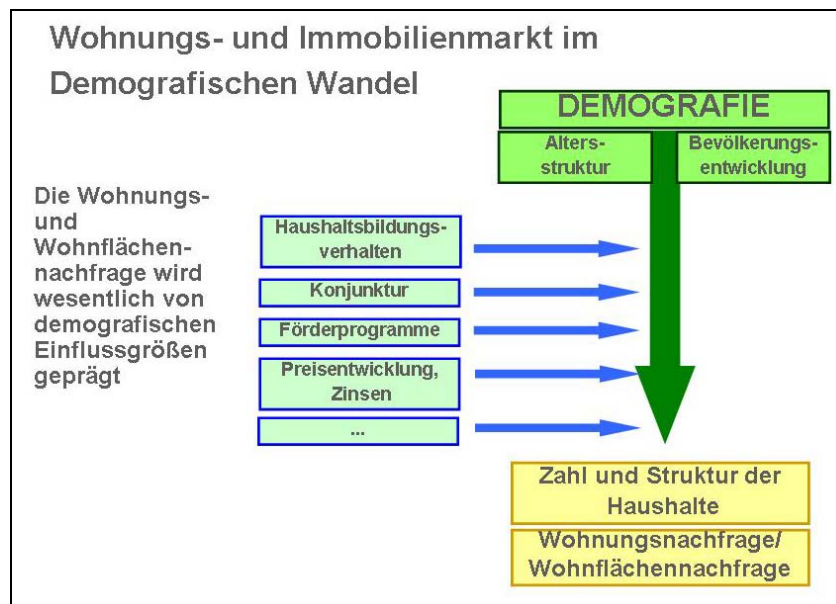 Wohnungs- und Immobilienmarkt im
Demografischen Wandel
DEMOGRAFIE
Alters-
struktur
Bevölkerungs-
entwicklung
Die Wohnungs-
und
Wohnflächen-
nachfrage wird
wesentlich von
demografischen
Einflussgrößen
geprägt
Haushaltsbildungs-
verhalten
Konjunktur
Förderprogramme
Preisentwicklung,
Zinsen
...
Zahl und Struktur der
Haushalte
Wohnungsnachfrage/
Wohnflächennachfrage